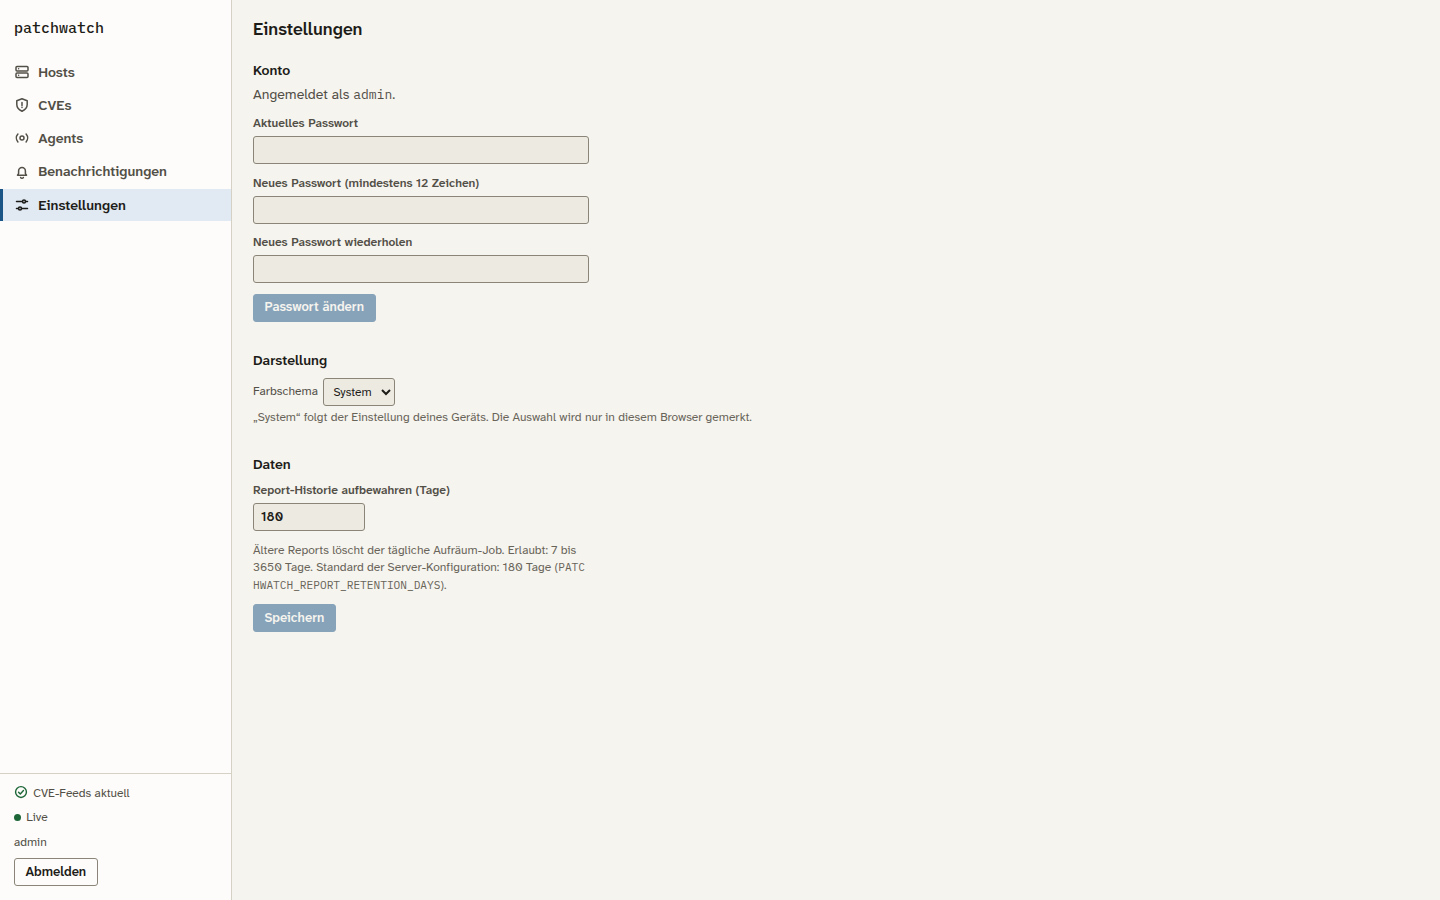 patchwatch
Hosts
CVEs
Agents
Benachrichtigungen
Einstellungen
CVE-Feeds aktuell
Live
admin
Abmelden
Einstellungen
Konto
Angemeldet als admin.
Aktuelles Passwort
Neues Passwort (mindestens 12 Zeichen)
Neues Passwort wiederholen
Passwort ändern
Darstellung
Farbschema System
„System“ folgt der Einstellung deines Geräts. Die Auswahl wird nur in diesem Browser gemerkt.
Daten
Report-Historie aufbewahren (Tage)
180
Ältere Reports löscht der tägliche Aufräum-Job. Erlaubt: 7 bis
3650 Tage. Standard der Server-Konfiguration: 180 Tage (PATC
HWATCH_REPORT_RETENTION_DAYS).
Speichern